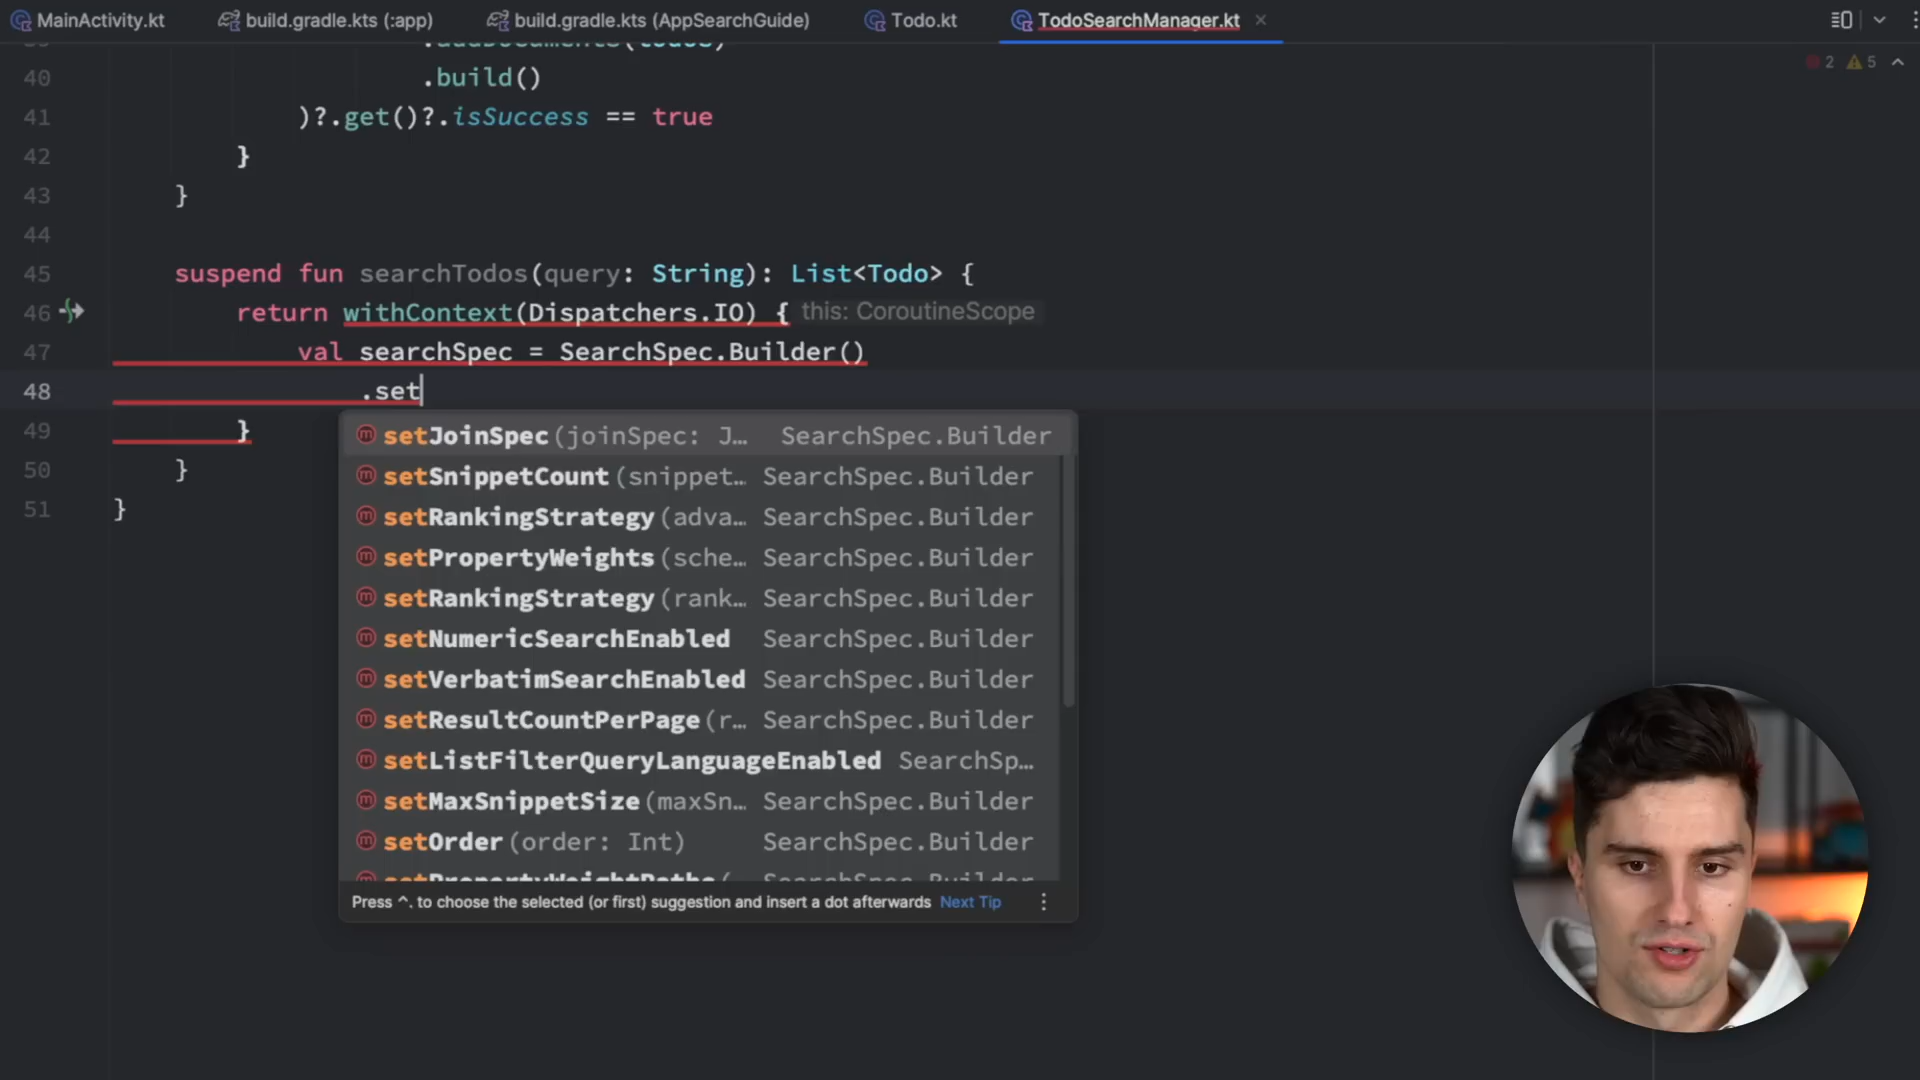 MainActivity.kt build.gradle.kts (:app) build.gradle.kts (AppSearchGuide) Todo.kt TodoSearchManager.kt
2 5
40 .build()
41 )?.get()?.isSuccess == true
42 }
43 }
44
45 suspend fun searchTodos(query: String): List<Todo> {
46 return withContext(Dispatchers.IO) { this: CoroutineScope
47 val searchSpec = SearchSpec.Builder()
48 .set
49 }
50 }
51 }
setJoinSpec(joinSpec: J… SearchSpec.Builder
setSnippetCount(snippet… SearchSpec.Builder
setRankingStrategy(adva… SearchSpec.Builder
setPropertyWeights(sche… SearchSpec.Builder
setRankingStrategy(rank… SearchSpec.Builder
setNumericSearchEnabled SearchSpec.Builder
setVerbatimSearchEnabled SearchSpec.Builder
setResultCountPerPage(r… SearchSpec.Builder
setListFilterQueryLanguageEnabled SearchSp…
setMaxSnippetSize(maxSn… SearchSpec.Builder
setOrder(order: Int) SearchSpec.Builder
Press ^. to choose the selected (or first) suggestion and insert a dot afterwards Next Tip